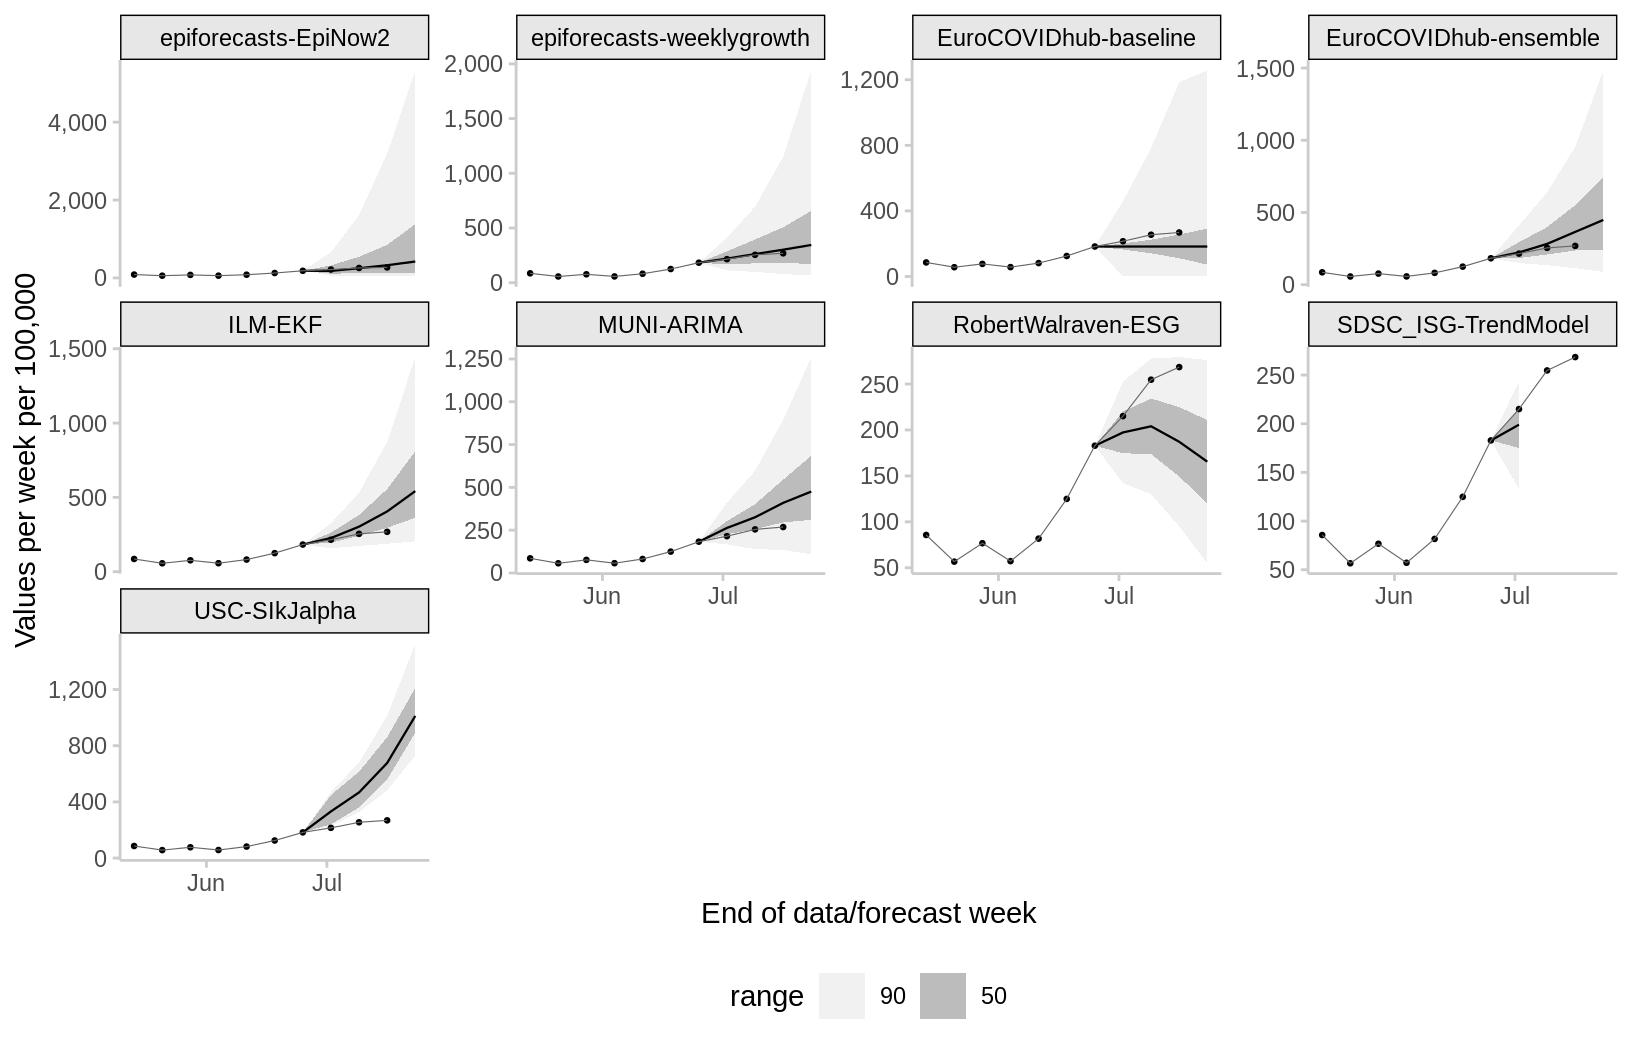 epiforecasts-EpiNow2
epiforecasts-weeklygrowth
EuroCOVIDhub-baseline
EuroCOVIDhub-ensemble
4,000
2,000
0
2,000
1,500
1,000
500
0
1,200
800
400
0
1,500
1,000
500
0
Values per week per 100,000
ILM-EKF
MUNI-ARIMA
RobertWalraven-ESG
SDSC_ISG-TrendModel
1,500
1,000
500
0
1,250
1,000
750
500
250
0
250
200
150
100
50
250
200
150
100
50
Jun Jul
Jun Jul
Jun Jul
USC-SIkJalpha
1,200
800
400
0
Jun Jul
End of data/forecast week
range 90 50